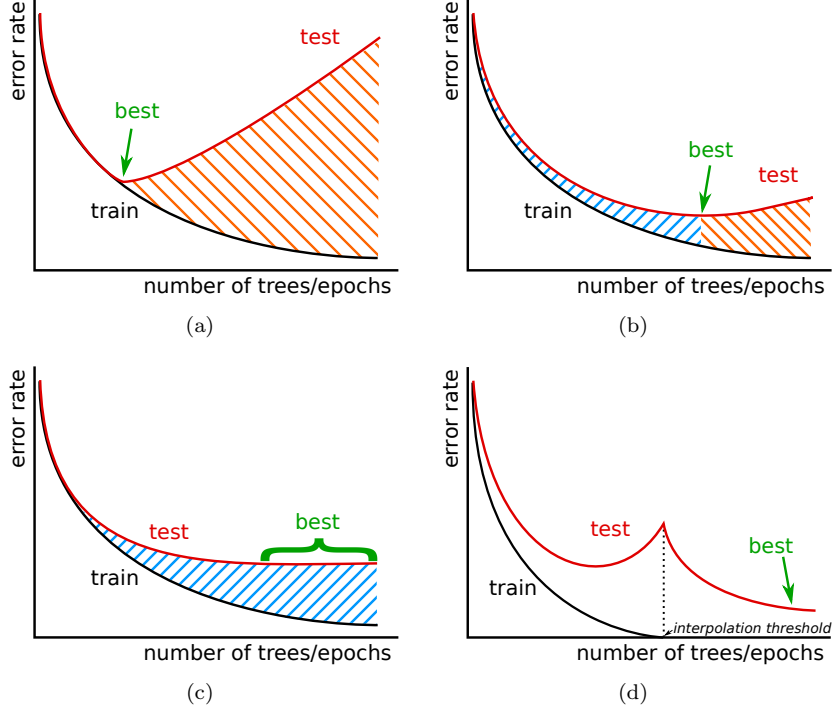 error rate
test
best
train
number of trees/epochs
(a)
error rate
best
test
train
number of trees/epochs
(b)
error rate
test
best
train
number of trees/epochs
(c)
error rate
test
best
train
interpolation threshold
number of trees/epochs
(d)